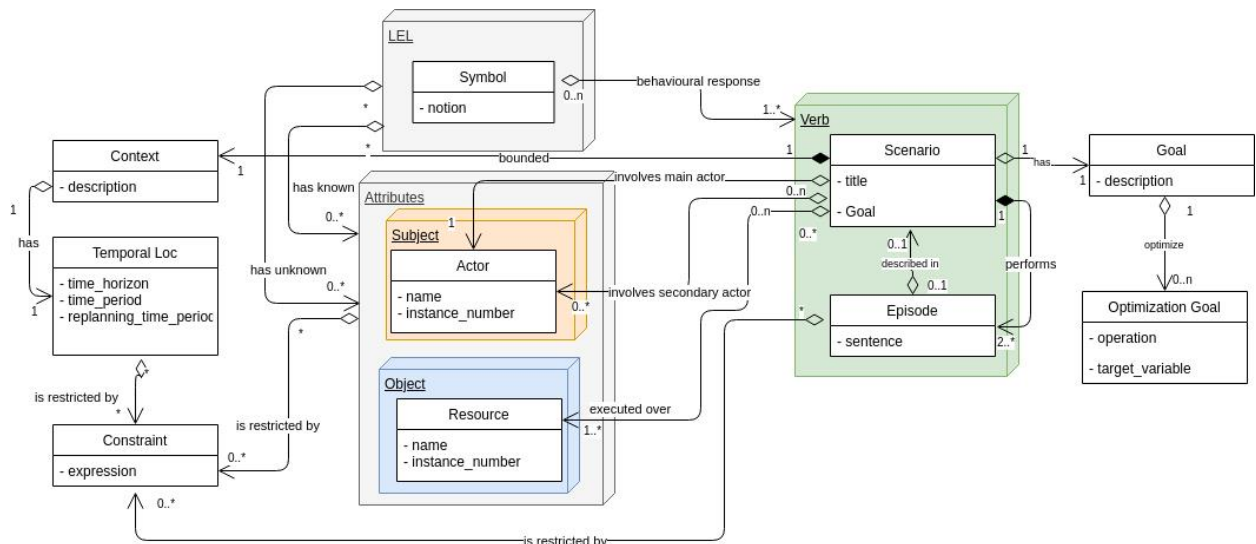 LEL
Symbol
- notion
0..n
behavioural response
1..*
*
*
Verb
Scenario
- title
- Goal
1
1
has
1
Goal
- description
1
optimize
0..n
Optimization Goal
- operation
- target_variable
Context
- description
1
bounded
1
has
1
Temporal Loc
- time_horizon
- time_period
- replanning_time_period
has known
0..*
has unknown
0..*
*
Attributes
Subject
1
Actor
- name
- instance_number
0..*
involves main actor
0..n
0..n
0..*
involves secondary actor
1
performs
0..1
described in
0..1
Episode
- sentence
2..*
*
Object
Resource
- name
- instance_number
executed over
1..*
*
is restricted by
*
Constraint
- expression
is restricted by
0..*
0..*
is restricted by